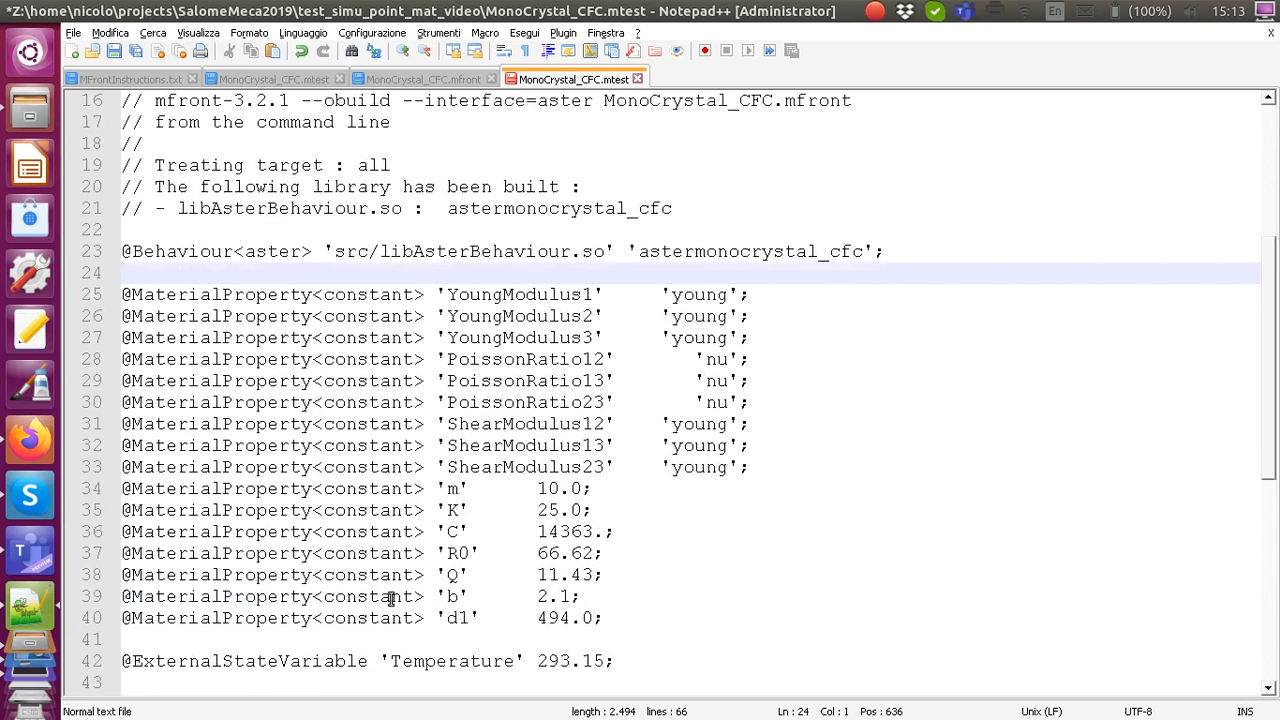 *Z:\home\nicolo\projects\SalomeMeca2019\test_simu_point_mat_video\MonoCrystal_CFC.mtest - Notepad++ [Administrator]
En
(100%)
15:13
File Modifica Cerca Visualizza Formato Linguaggio Configurazione Strumenti Macro Esegui Plugin Finestra ?
X
MFrontInstructions.txt
MonoCrystal_CFC.mtest
MonoCrystal_CFC.mfront
MonoCrystal_CFC.mtest
16 // mfront-3.2.1 --obuild --interface=aster MonoCrystal_CFC.mfront
17 // from the command line
18 //
19 // Treating target : all
20 // The following library has been built :
21 // - libAsterBehaviour.so :  astermonocrystal_cfc
22
23 @Behaviour<aster> 'src/libAsterBehaviour.so' 'astermonocrystal_cfc';
24
25 @MaterialProperty<constant> 'YoungModulus1'     'young';
26 @MaterialProperty<constant> 'YoungModulus2'     'young';
27 @MaterialProperty<constant> 'YoungModulus3'     'young';
28 @MaterialProperty<constant> 'PoissonRatio12'       'nu';
29 @MaterialProperty<constant> 'PoissonRatio13'       'nu';
30 @MaterialProperty<constant> 'PoissonRatio23'       'nu';
31 @MaterialProperty<constant> 'ShearModulus12'    'young';
32 @MaterialProperty<constant> 'ShearModulus13'    'young';
33 @MaterialProperty<constant> 'ShearModulus23'    'young';
34 @MaterialProperty<constant> 'm'      10.0;
35 @MaterialProperty<constant> 'K'      25.0;
36 @MaterialProperty<constant> 'C'      14363.;
37 @MaterialProperty<constant> 'R0'     66.62;
38 @MaterialProperty<constant> 'Q'      11.43;
39 @MaterialProperty<constant> 'b'      2.1;
40 @MaterialProperty<constant> 'd1'     494.0;
41
42 @ExternalStateVariable 'Temperature' 293.15;
43
Normal text file
length : 2.494 lines : 66
Ln : 24 Col : 1 Pos : 636
Unix (LF)
UTF-8
INS